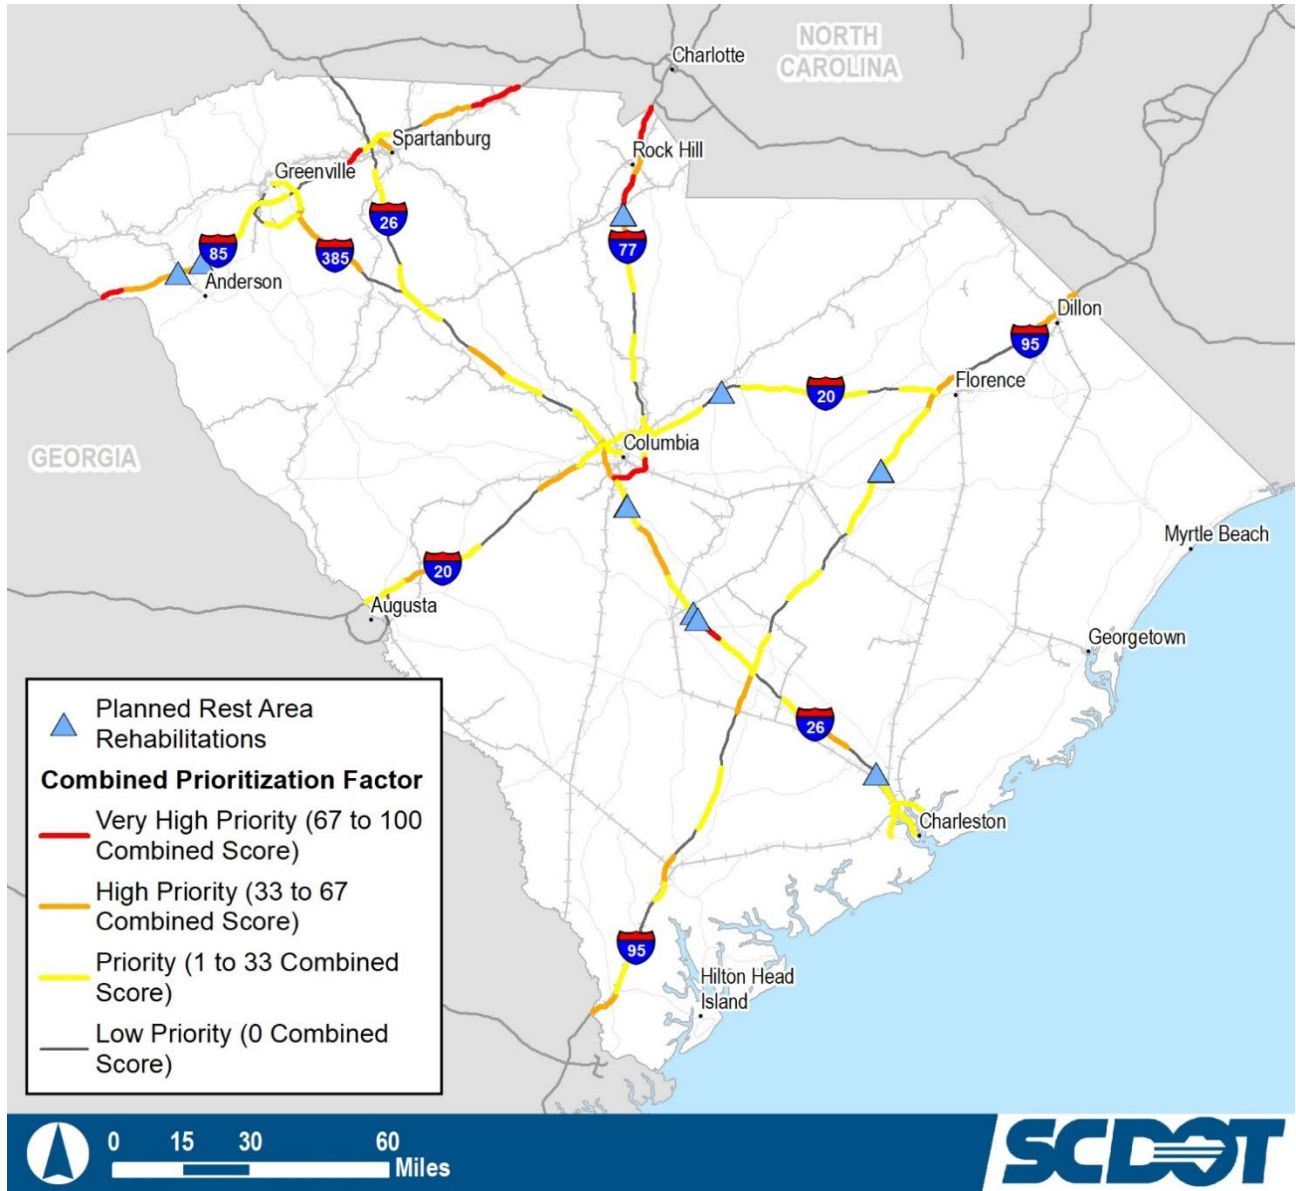 NORTH
CAROLINA
Charlotte
Spartanburg
Rock Hill
Greenville
26
85
385
77
Anderson
Dillon
95
Florence
20
GEORGIA
Columbia
Myrtle Beach
20
Augusta
Georgetown
26
Charleston
95
Hilton Head
Island
Planned Rest Area
Rehabilitations
Combined Prioritization Factor
Very High Priority (67 to 100
Combined Score)
High Priority (33 to 67
Combined Score)
Priority (1 to 33 Combined
Score)
Low Priority (0 Combined
Score)
0 15 30 60
Miles
SCDOT